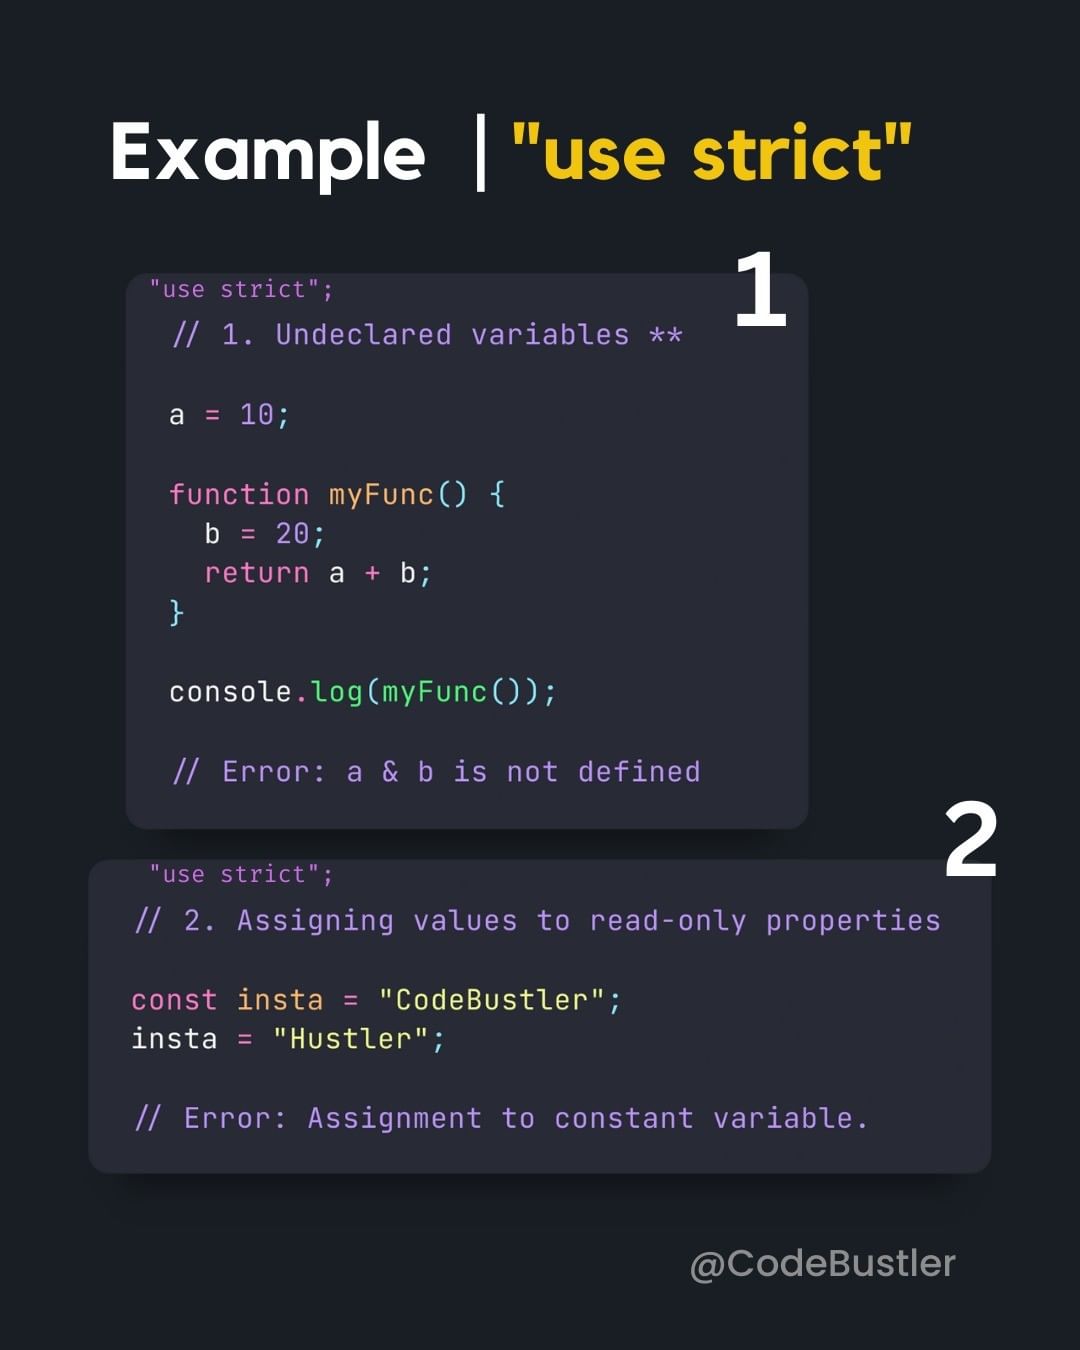 Example | "use strict"
1
"use strict";
// 1. Undeclared variables **
a = 10;
function myFunc() {
b = 20;
return a + b;
}
console.log(myFunc());
// Error: a & b is not defined
2
"use strict";
// 2. Assigning values to read-only properties
const insta = "CodeBustler";
insta = "Hustler";
// Error: Assignment to constant variable.
@CodeBustler